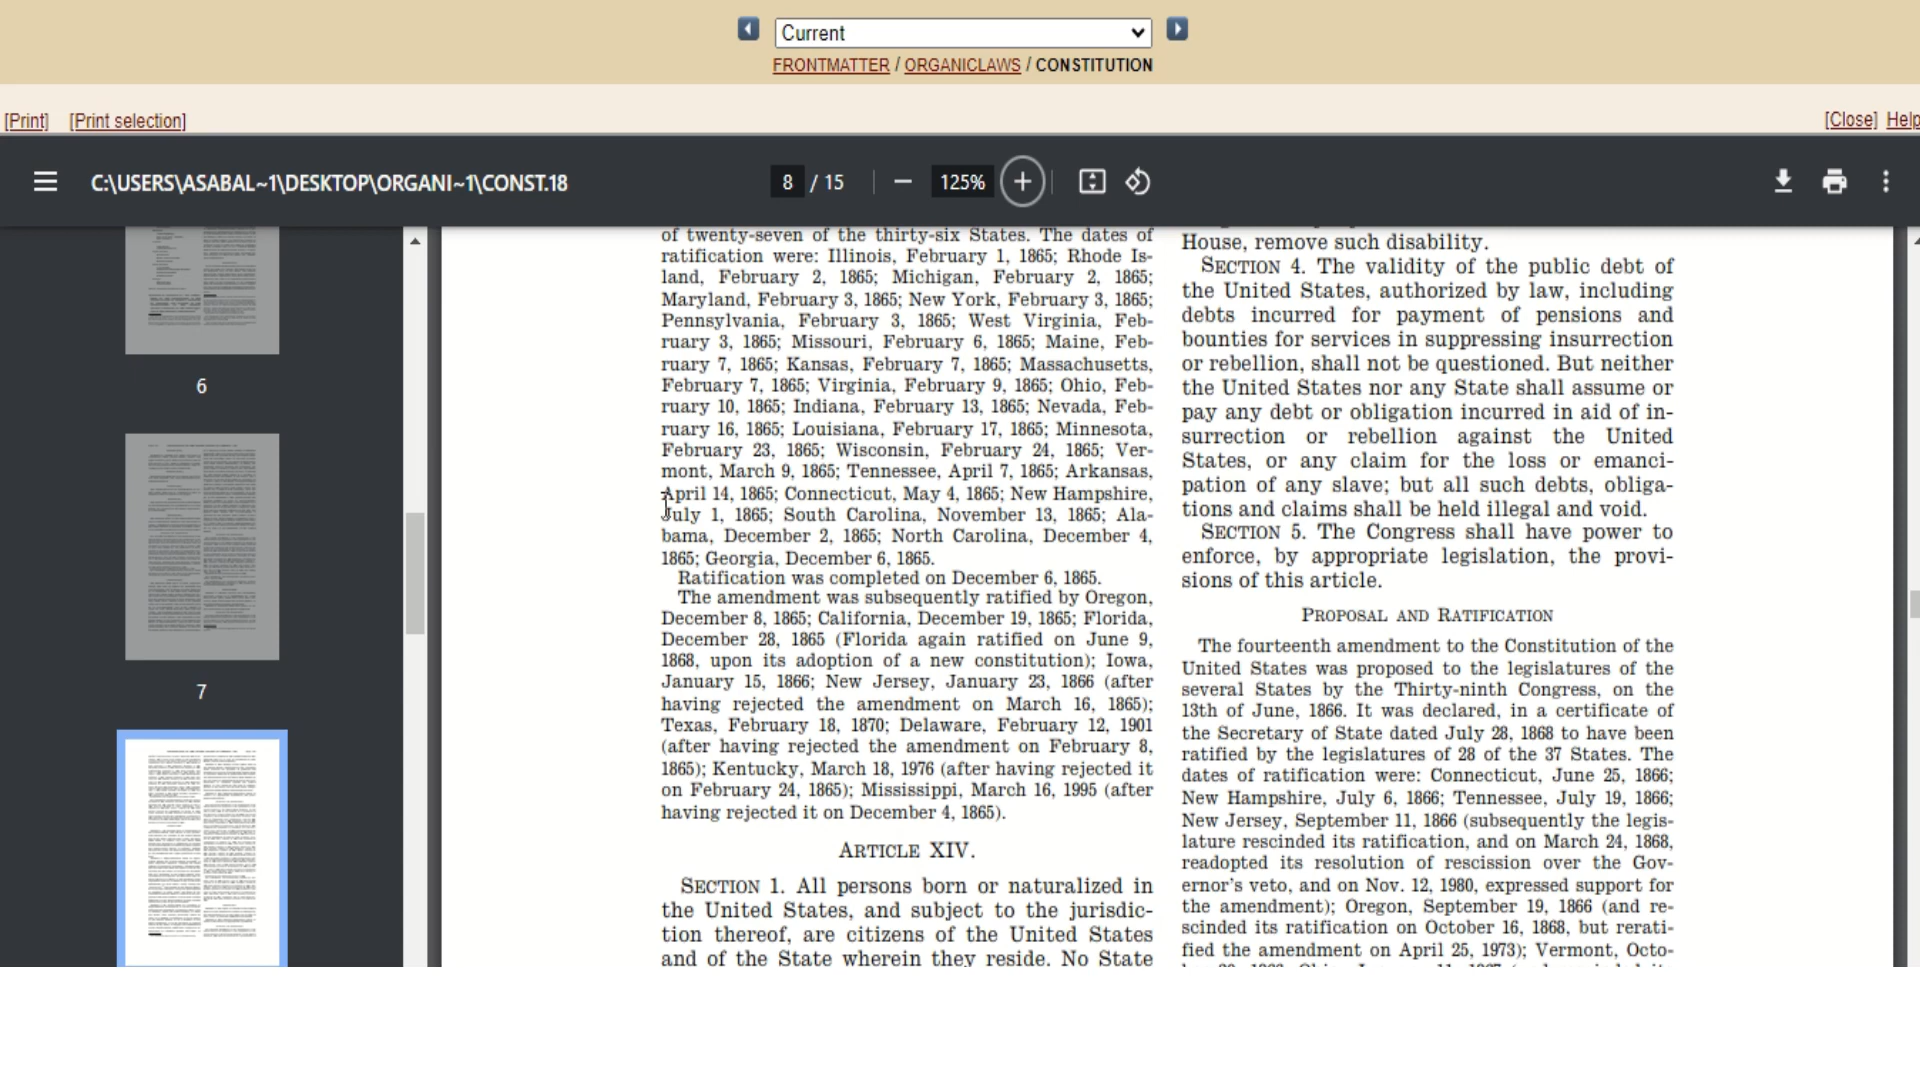 Current
FRONTMATTER / ORGANICLAWS / CONSTITUTION
[Print] [Print selection]
[Close] Help
C:\USERS\ASABAL~1\DESKTOP\ORGANI~1\CONST.18
8 / 15
125%
6
7
of twenty-seven of the thirty-six States. The dates of
ratification were: Illinois, February 1, 1865; Rhode Is-
land, February 2, 1865; Michigan, February 2, 1865;
Maryland, February 3, 1865; New York, February 3, 1865;
Pennsylvania, February 3, 1865; West Virginia, Feb-
ruary 3, 1865; Missouri, February 6, 1865; Maine, Feb-
ruary 7, 1865; Kansas, February 7, 1865; Massachusetts,
February 7, 1865; Virginia, February 9, 1865; Ohio, Feb-
ruary 10, 1865; Indiana, February 13, 1865; Nevada, Feb-
ruary 16, 1865; Louisiana, February 17, 1865; Minnesota,
February 23, 1865; Wisconsin, February 24, 1865; Ver-
mont, March 9, 1865; Tennessee, April 7, 1865; Arkansas,
April 14, 1865; Connecticut, May 4, 1865; New Hampshire,
July 1, 1865; South Carolina, November 13, 1865; Ala-
bama, December 2, 1865; North Carolina, December 4,
1865; Georgia, December 6, 1865.
Ratification was completed on December 6, 1865.
The amendment was subsequently ratified by Oregon,
December 8, 1865; California, December 19, 1865; Florida,
December 28, 1865 (Florida again ratified on June 9,
1868, upon its adoption of a new constitution); Iowa,
January 15, 1866; New Jersey, January 23, 1866 (after
having rejected the amendment on March 16, 1865);
Texas, February 18, 1870; Delaware, February 12, 1901
(after having rejected the amendment on February 8,
1865); Kentucky, March 18, 1976 (after having rejected it
on February 24, 1865); Mississippi, March 16, 1995 (after
having rejected it on December 4, 1865).
ARTICLE XIV.
SECTION 1. All persons born or naturalized in
the United States, and subject to the jurisdic-
tion thereof, are citizens of the United States
and of the State wherein they reside. No State
House, remove such disability.
SECTION 4. The validity of the public debt of
the United States, authorized by law, including
debts incurred for payment of pensions and
bounties for services in suppressing insurrection
or rebellion, shall not be questioned. But neither
the United States nor any State shall assume or
pay any debt or obligation incurred in aid of in-
surrection or rebellion against the United
States, or any claim for the loss or emanci-
pation of any slave; but all such debts, obliga-
tions and claims shall be held illegal and void.
SECTION 5. The Congress shall have power to
enforce, by appropriate legislation, the provi-
sions of this article.
PROPOSAL AND RATIFICATION
The fourteenth amendment to the Constitution of the
United States was proposed to the legislatures of the
several States by the Thirty-ninth Congress, on the
13th of June, 1866. It was declared, in a certificate of
the Secretary of State dated July 28, 1868 to have been
ratified by the legislatures of 28 of the 37 States. The
dates of ratification were: Connecticut, June 25, 1866;
New Hampshire, July 6, 1866; Tennessee, July 19, 1866;
New Jersey, September 11, 1866 (subsequently the legis-
lature rescinded its ratification, and on March 24, 1868,
readopted its resolution of rescission over the Gov-
ernor's veto, and on Nov. 12, 1980, expressed support for
the amendment); Oregon, September 19, 1866 (and re-
scinded its ratification on October 16, 1868, but rerati-
fied the amendment on April 25, 1973); Vermont, Octo-